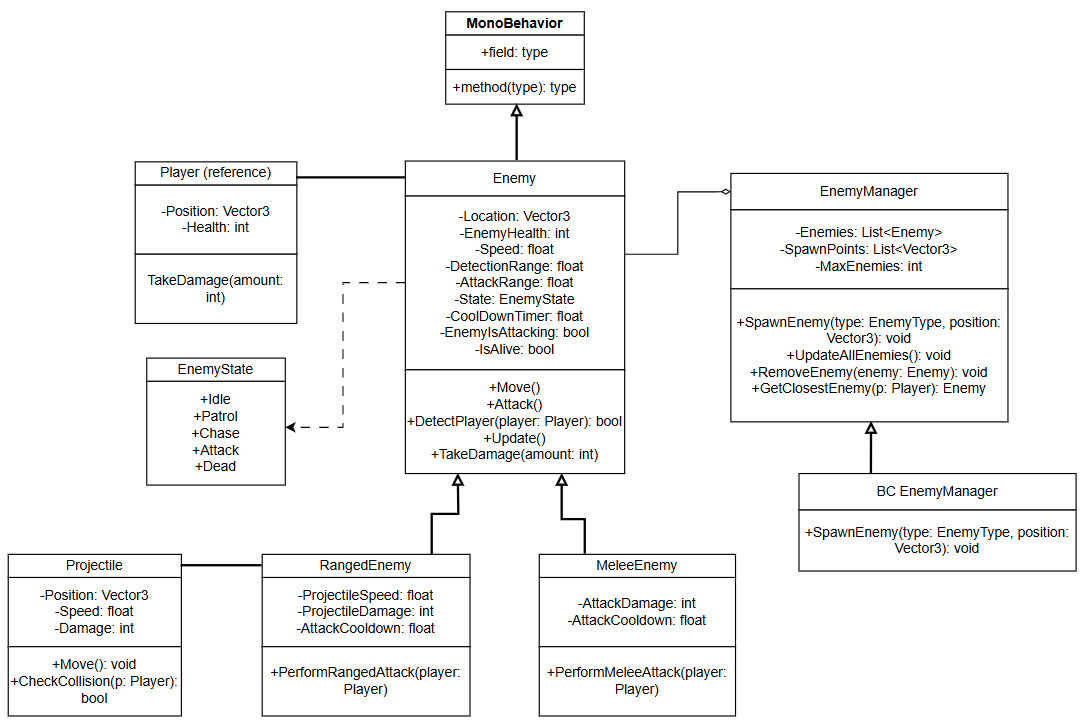 MonoBehavior
+field: type
+method(type): type
Player (reference)
-Position: Vector3
-Health: int
TakeDamage(amount:
int)
Enemy
-Location: Vector3
-EnemyHealth: int
-Speed: float
-DetectionRange: float
-AttackRange: float
-State: EnemyState
-CoolDownTimer: float
-EnemyIsAttacking: bool
-IsAlive: bool
+Move()
+Attack()
+DetectPlayer(player: Player): bool
+Update()
+TakeDamage(amount: int)
EnemyManager
-Enemies: List<Enemy>
-SpawnPoints: List<Vector3>
-MaxEnemies: int
+SpawnEnemy(type: EnemyType, position:
Vector3): void
+UpdateAllEnemies(): void
+RemoveEnemy(enemy: Enemy): void
+GetClosestEnemy(p: Player): Enemy
EnemyState
+Idle
+Patrol
+Chase
+Attack
+Dead
BC EnemyManager
+SpawnEnemy(type: EnemyType, position:
Vector3): void
Projectile
-Position: Vector3
-Speed: float
-Damage: int
+Move(): void
+CheckCollision(p: Player):
bool
RangedEnemy
-ProjectileSpeed: float
-ProjectileDamage: int
-AttackCooldown: float
+PerformRangedAttack(player:
Player)
MeleeEnemy
-AttackDamage: int
-AttackCooldown: float
+PerformMeleeAttack(player:
Player)